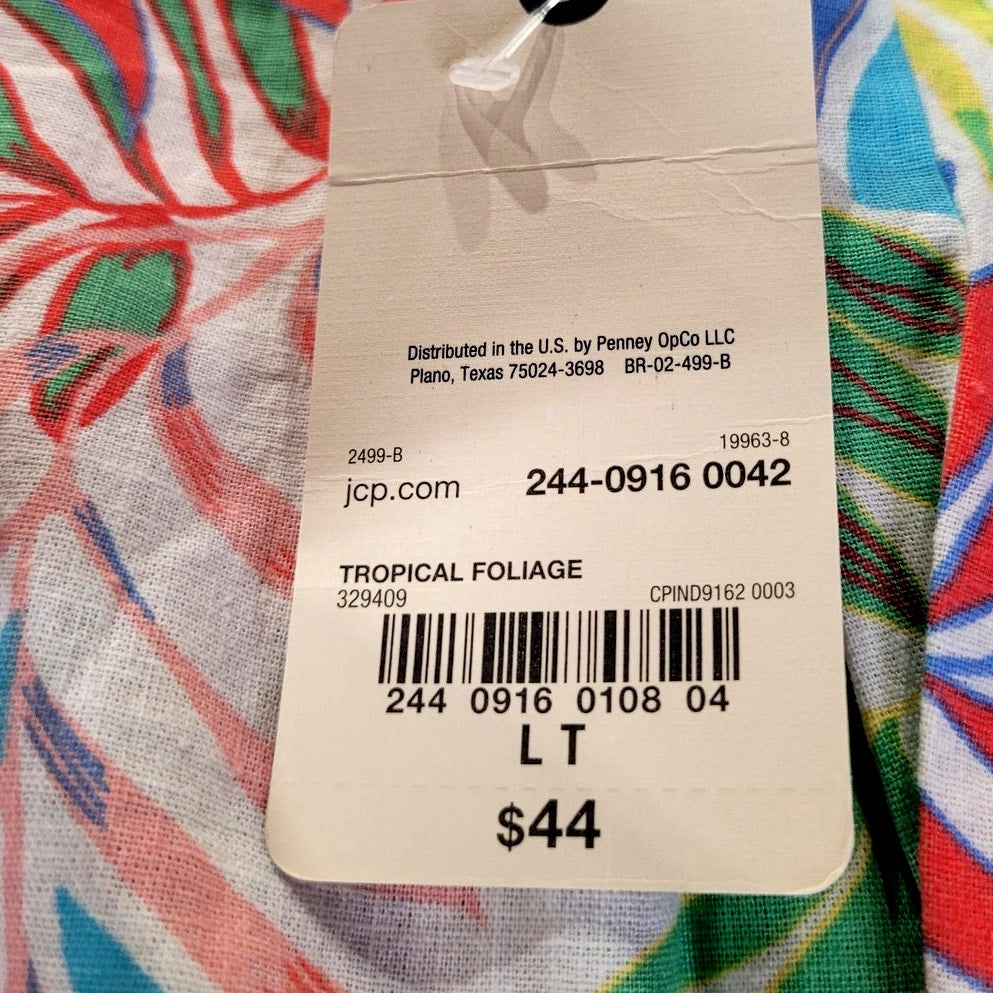 Distributed in the U.S. by Penney OpCo LLC
Plano, Texas 75024-3698 BR-02-499-B
2499-B 19963-8
jcp.com 244-0916 0042
TROPICAL FOLIAGE
329409 CPIND9162 0003
244 0916 0108 04
L T
$44